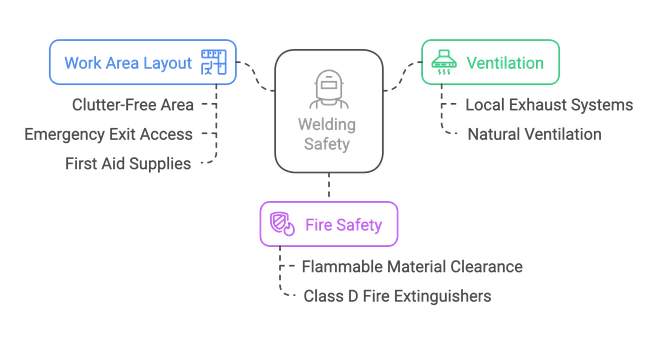 Work Area Layout
Clutter-Free Area
Emergency Exit Access
First Aid Supplies
Welding
Safety
Ventilation
Local Exhaust Systems
Natural Ventilation
Fire Safety
Flammable Material Clearance
Class D Fire Extinguishers